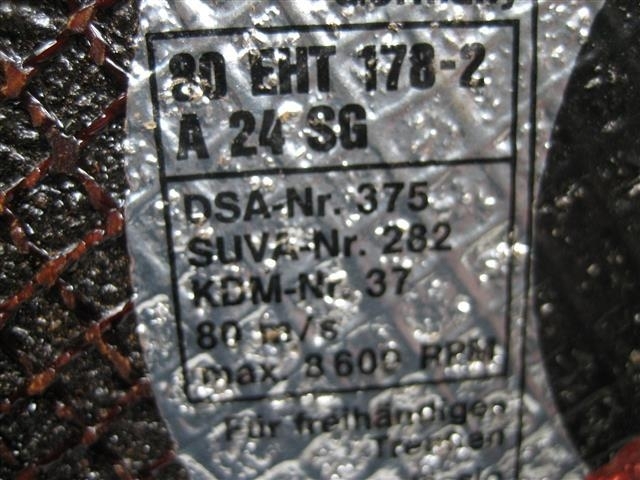 Germany
80 EHT 178-2
A 24 SG
DSA-Nr. 375
SUVA-Nr. 282
KDM-Nr. 37
80 m/s
max. 8600 RPM
Für freihändiges
Trennen